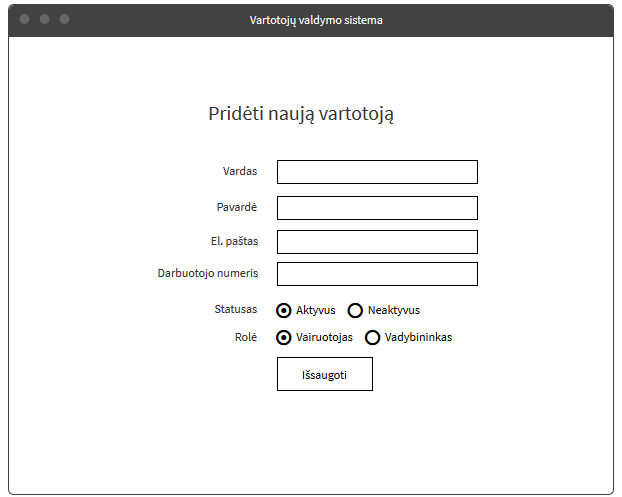 Vartotojų valdymo sistema
Pridėti naują vartotoją
Vardas
Pavardė
El. paštas
Darbuotojo numeris
Statusas Aktyvus Neaktyvus
Rolė Vairuotojas Vadybininkas
Išsaugoti